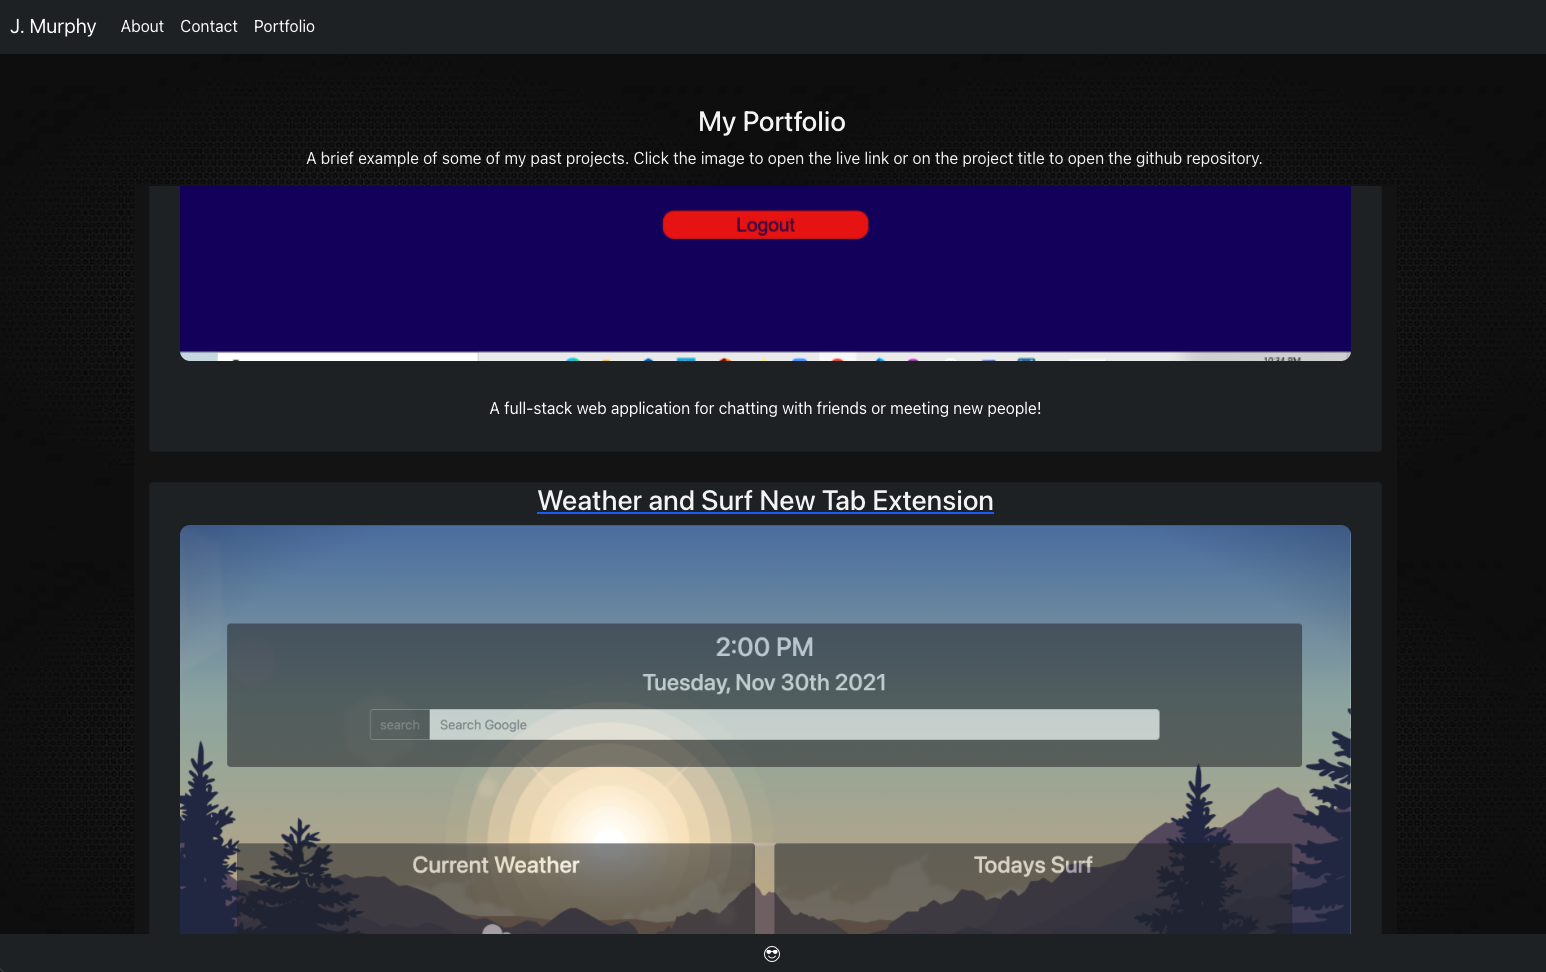 J. Murphy About Contact Portfolio
My Portfolio
A brief example of some of my past projects. Click the image to open the live link or on the project title to open the github repository.
Logout
10:34 PM
A full-stack web application for chatting with friends or meeting new people!
Weather and Surf New Tab Extension
2:00 PM
Tuesday, Nov 30th 2021
search Search Google
Current Weather Todays Surf